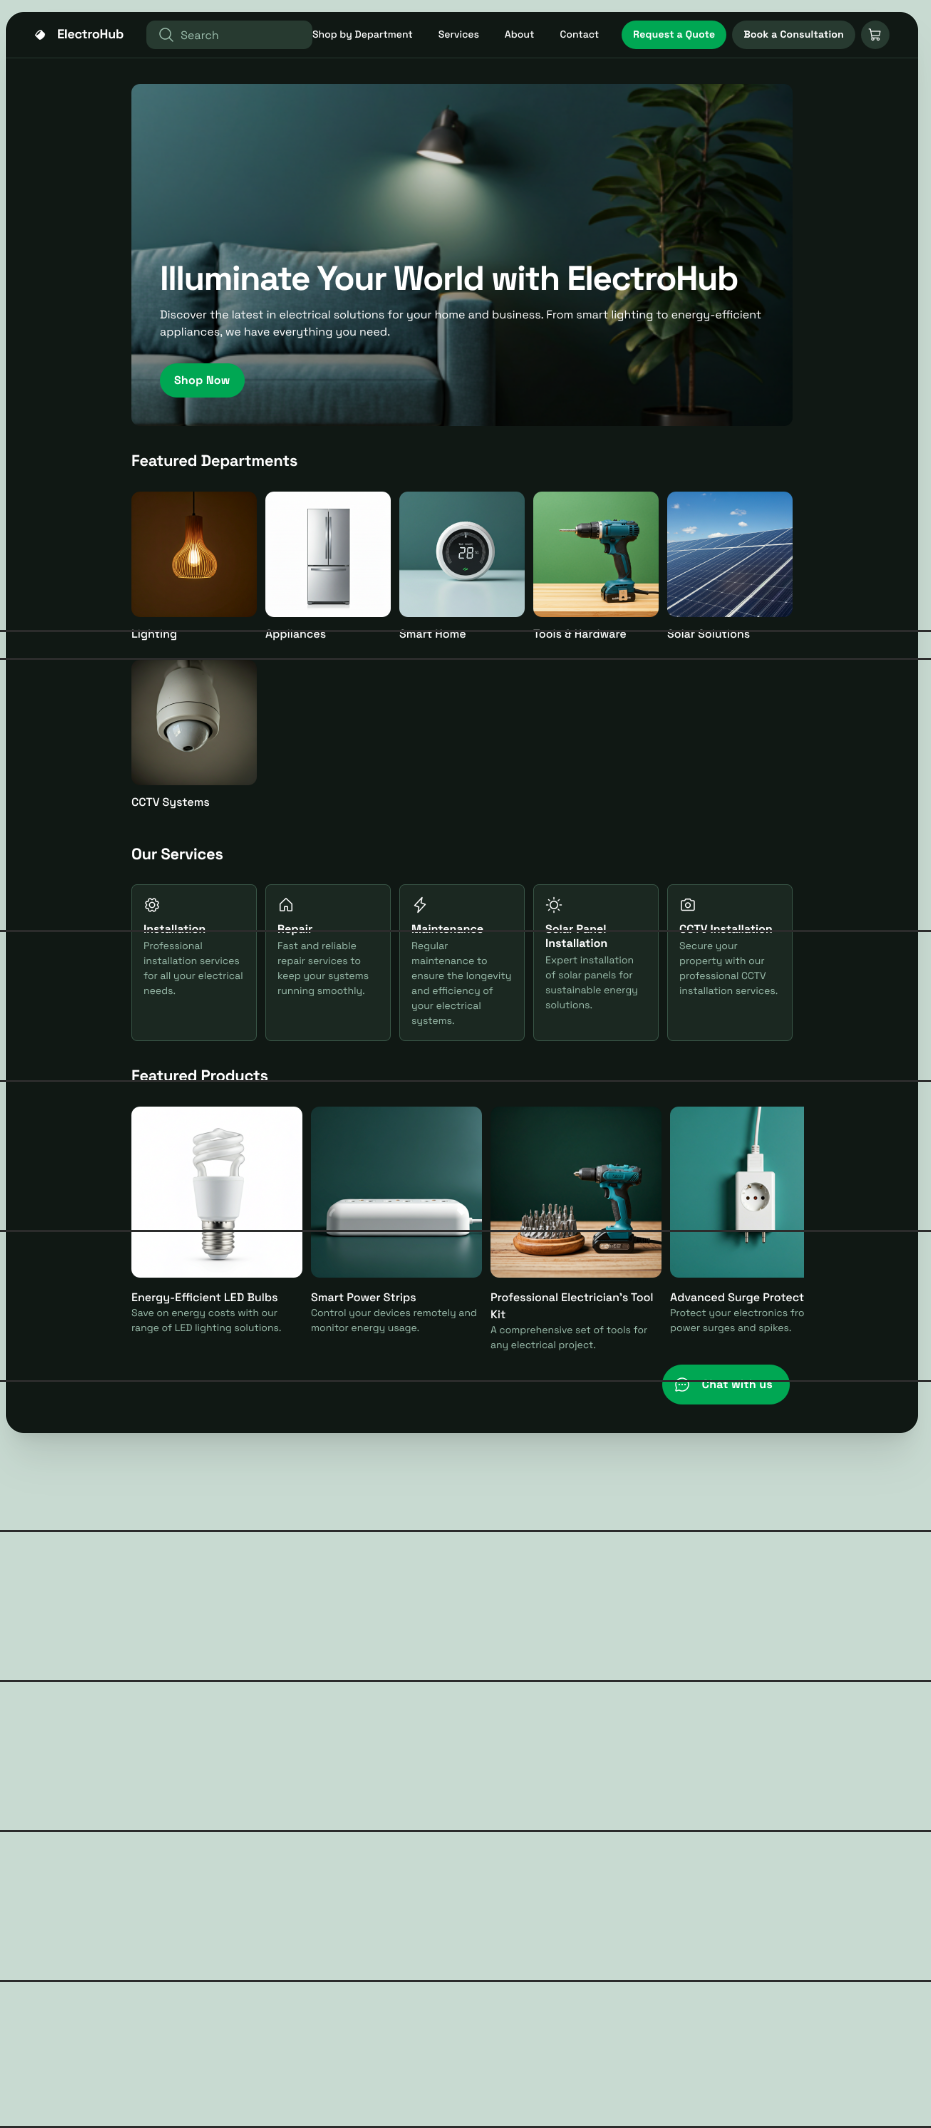 ElectroHub
Search
Shop by Department
Services
About
Contact
Request a Quote
Book a Consultation
Illuminate Your World with ElectroHub
Discover the latest in electrical solutions for your home and business. From smart lighting to energy-efficient
appliances, we have everything you need.
Shop Now
Featured Departments
28
Lighting
Appliances
Smart Home
Tools & Hardware
Solar Solutions
CCTV Systems
Our Services
Installation
Professional
installation services
for all your electrical
needs.
Repair
Fast and reliable
repair services to
keep your systems
running smoothly.
Maintenance
Regular
maintenance to
ensure the longevity
and efficiency of
your electrical
systems.
Solar Panel
Installation
Expert installation
of solar panels for
sustainable energy
solutions.
CCTV Installation
Secure your
property with our
professional CCTV
installation services.
Featured Products
Energy-Efficient LED Bulbs
Save on energy costs with our
range of LED lighting solutions.
Smart Power Strips
Control your devices remotely and
monitor energy usage.
Professional Electrician's Tool
Kit
A comprehensive set of tools for
any electrical project.
Advanced Surge Protect
Protect your electronics fro
power surges and spikes.
Chat with us